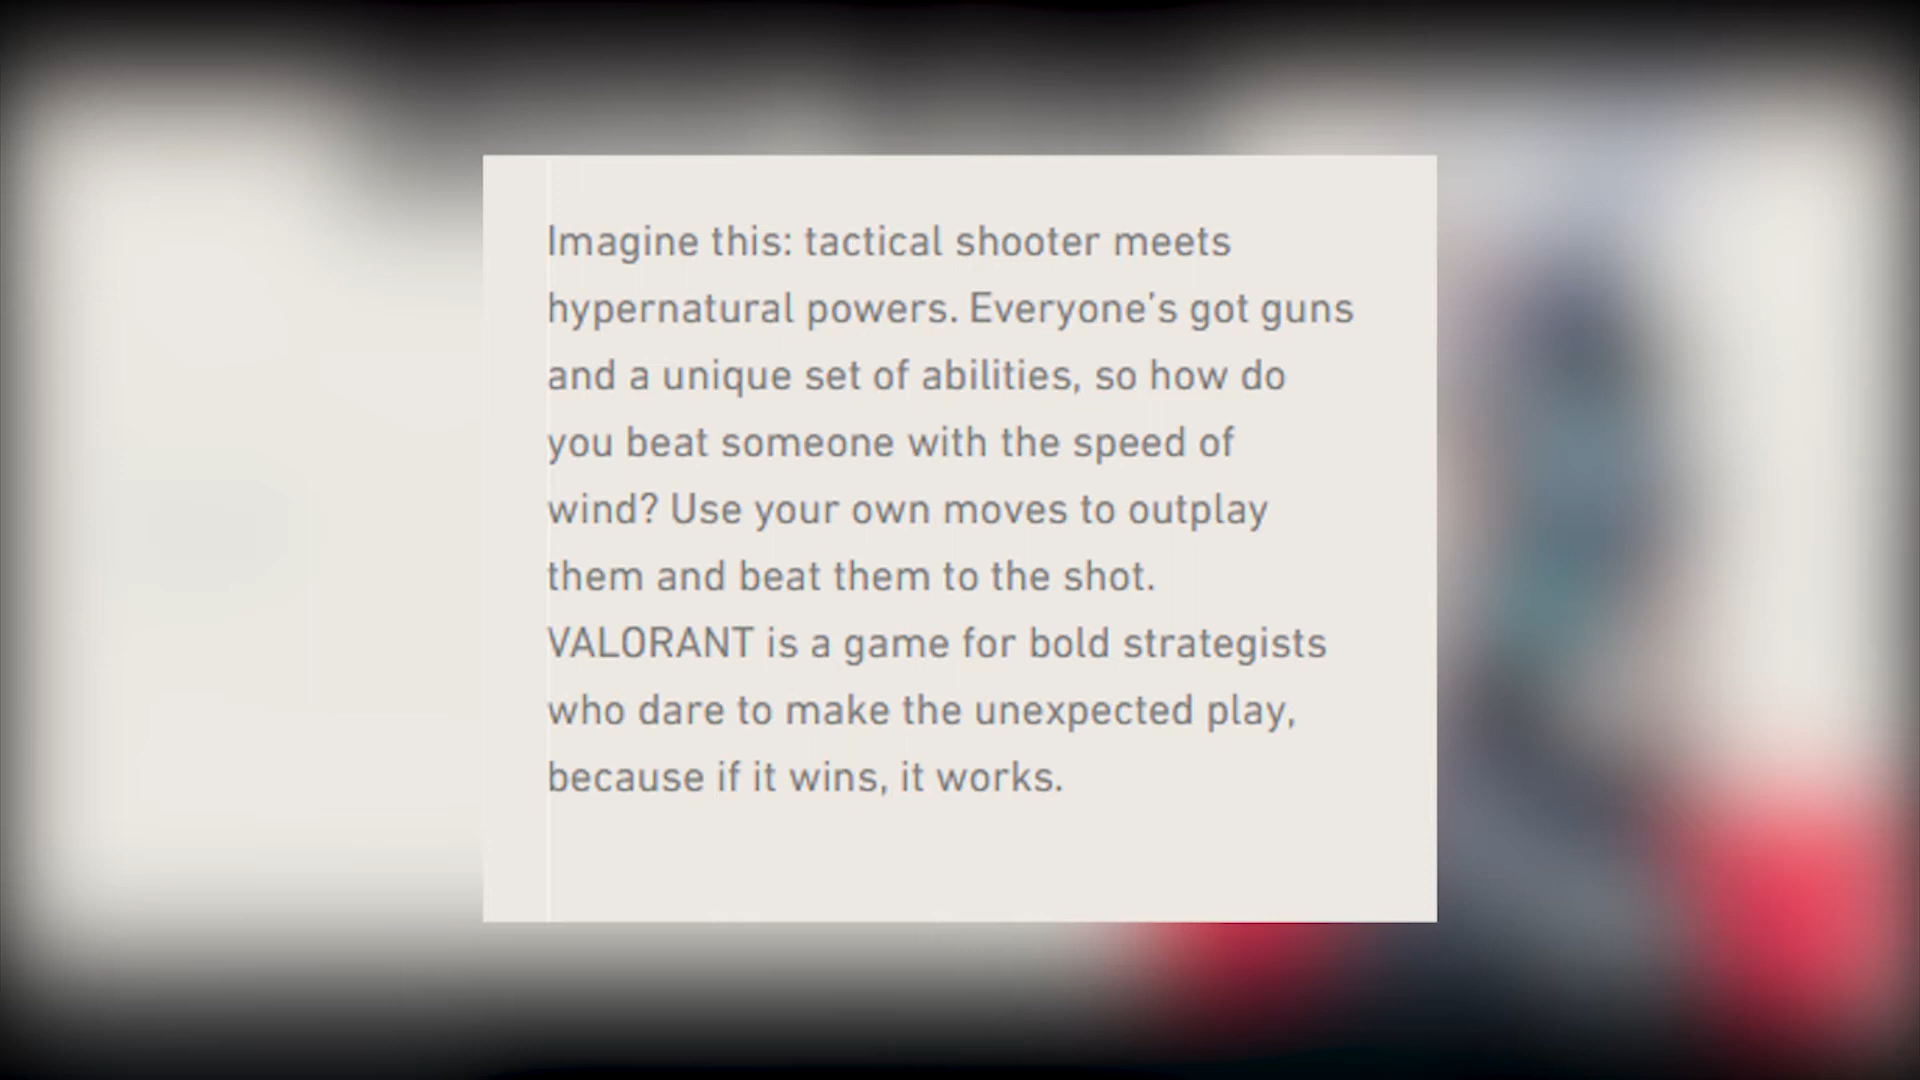 Imagine this: tactical shooter meets
hypernatural powers. Everyone’s got guns
and a unique set of abilities, so how do
you beat someone with the speed of
wind? Use your own moves to outplay
them and beat them to the shot.
VALORANT is a game for bold strategists
who dare to make the unexpected play,
because if it wins, it works.